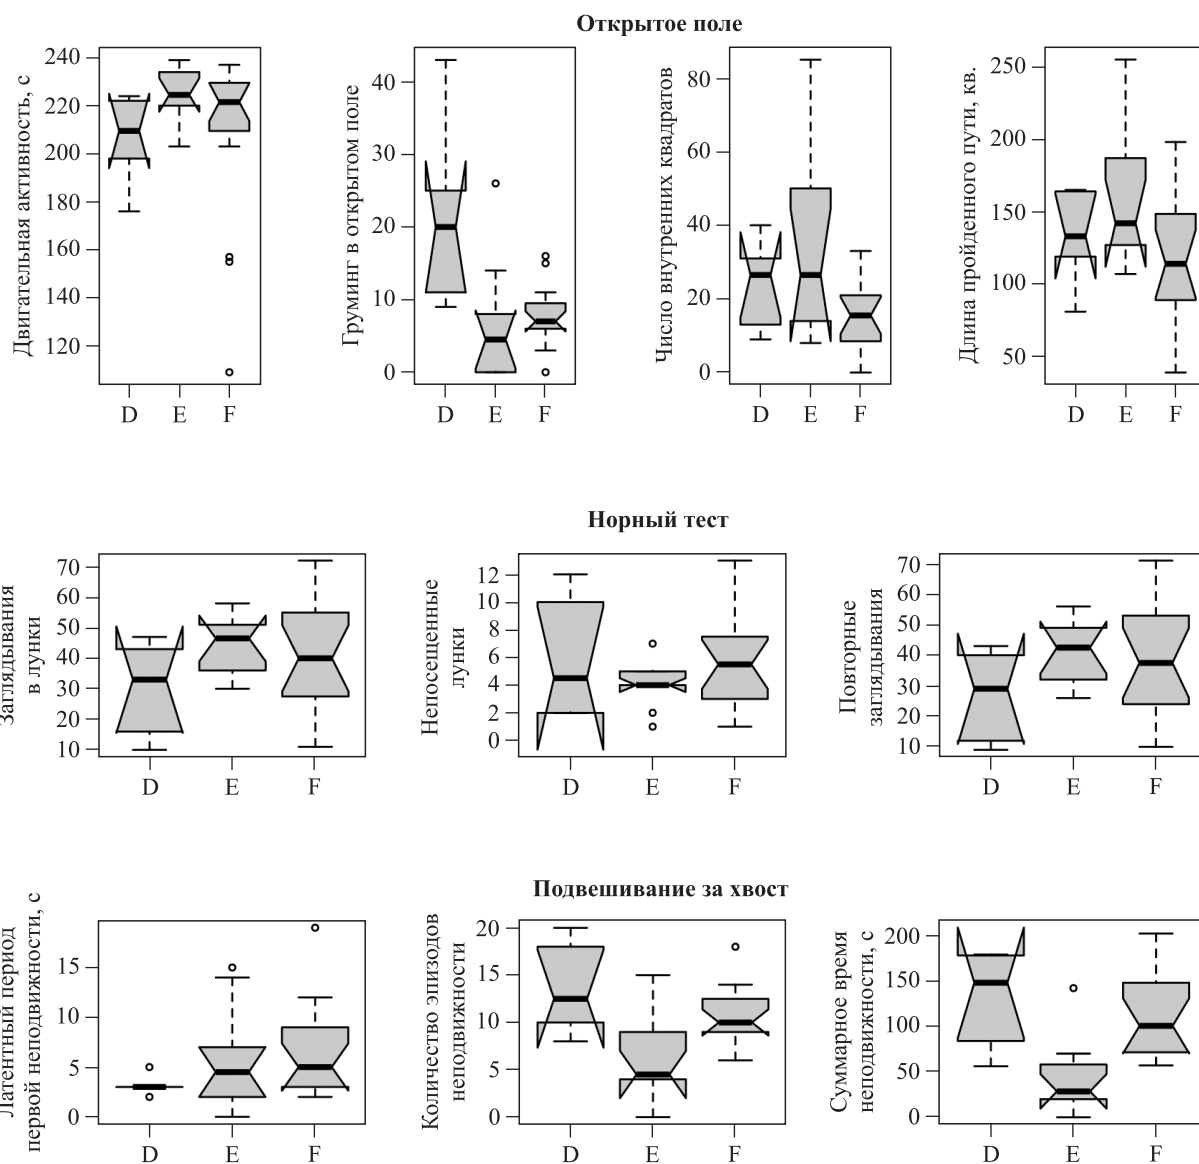 Открытое поле
Двигательная активность, с
240
220
200
180
160
140
120
D E F
Груминг в открытом поле
40
30
20
10
0
D E F
Число внутренних квадратов
80
60
40
20
0
D E F
Длина пройденного пути, кв.
250
200
150
100
50
D E F
Норный тест
Заглядывания
в лунки
70
60
50
40
30
20
10
D E F
Непосещенные
лунки
12
10
8
6
4
2
0
D E F
Повторные
заглядывания
70
60
50
40
30
20
10
D E F
Подвешивание за хвост
Латентный период
первой неподвижности, с
15
10
5
0
D E F
Количество эпизодов
неподвижности
20
15
10
5
0
D E F
Суммарное время
неподвижности, с
200
150
100
50
0
D E F